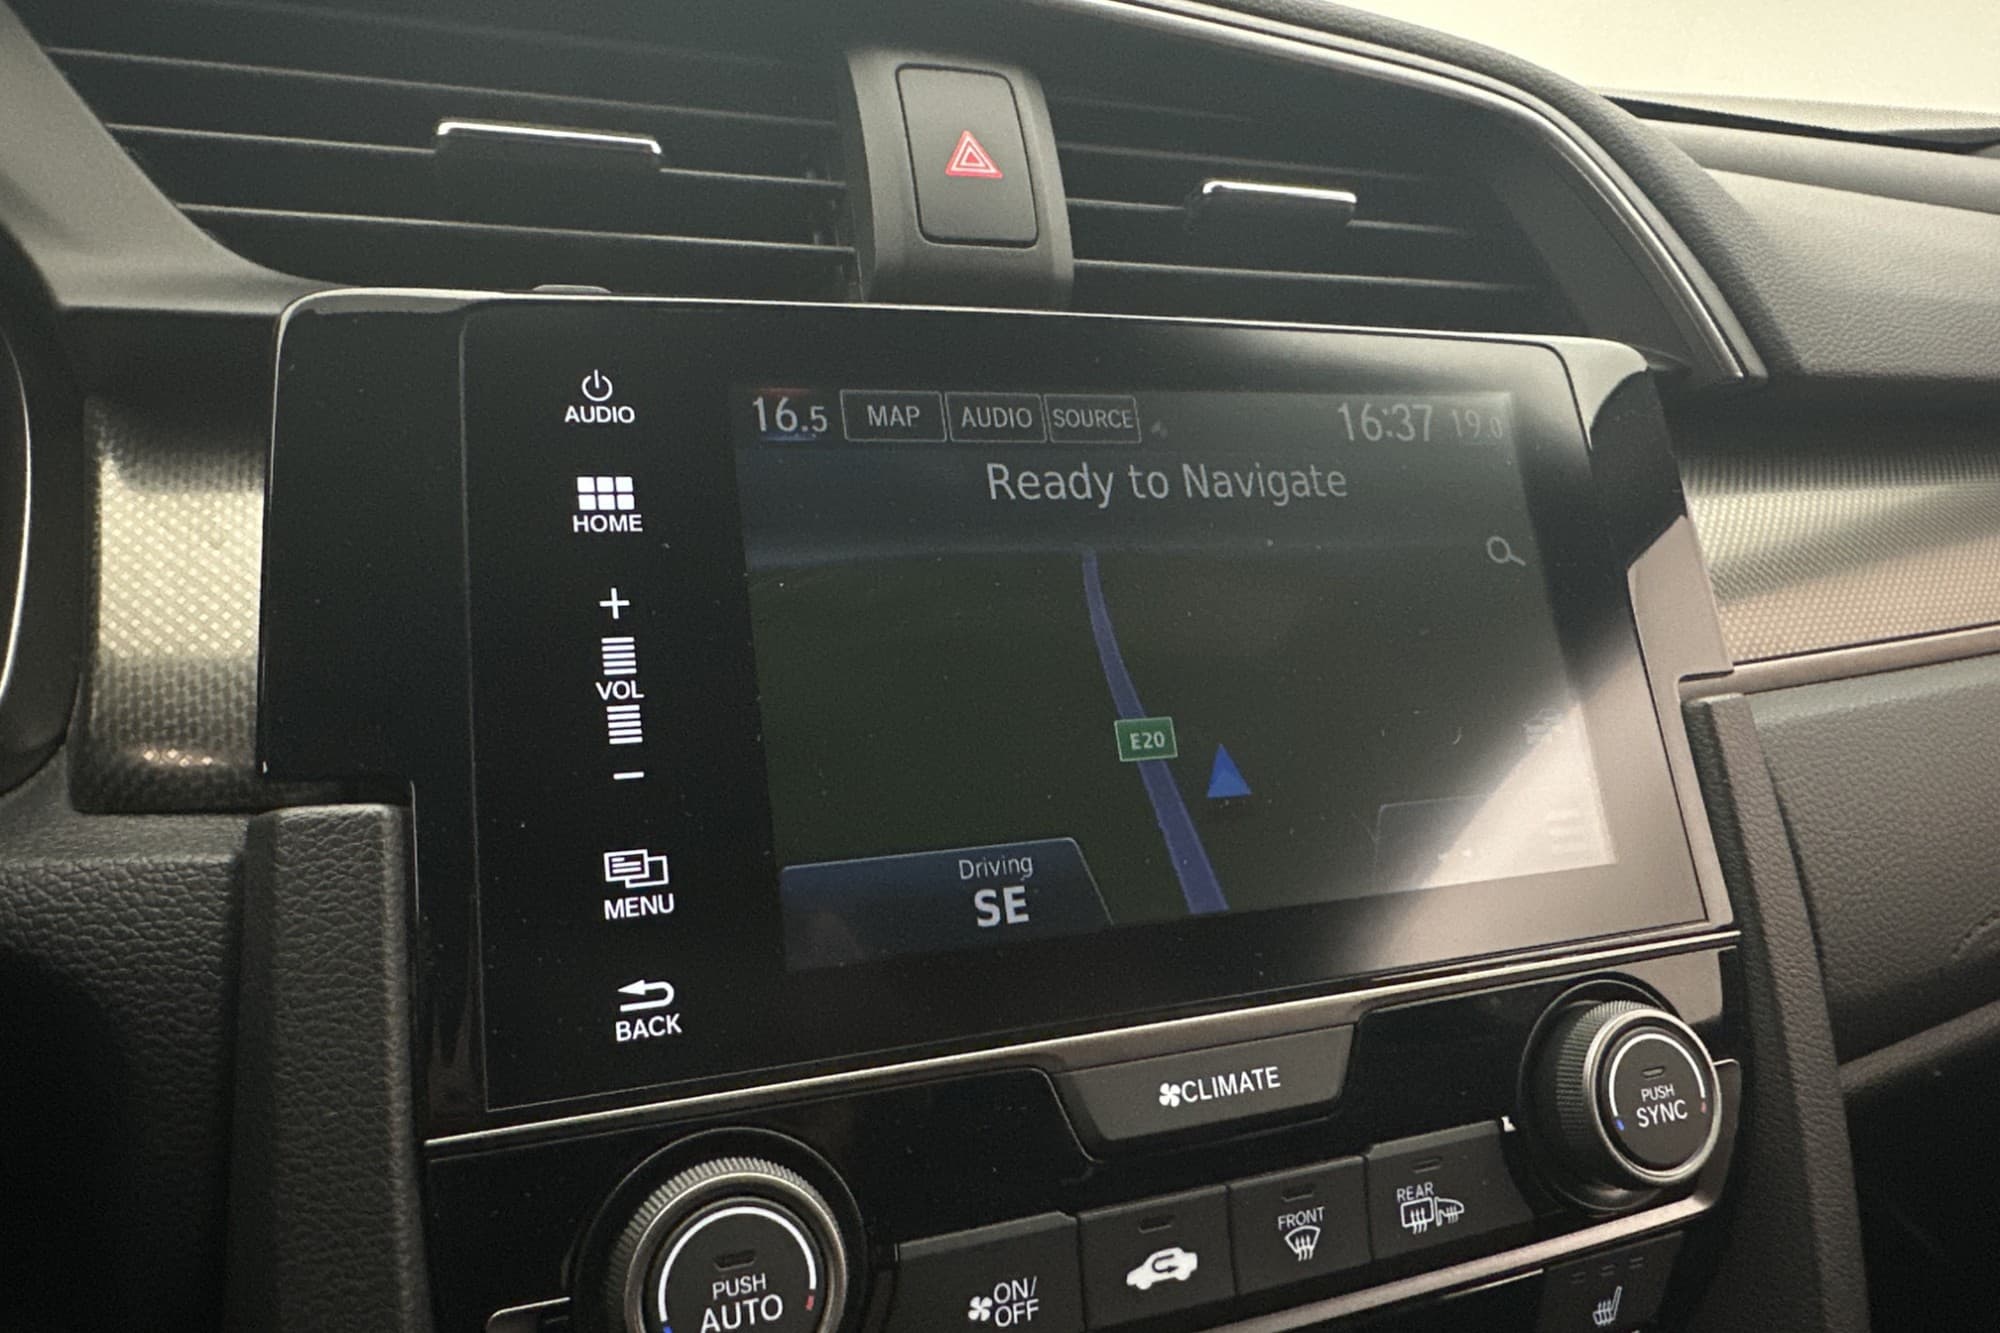 AUDIO
HOME
VOL
MENU
BACK
16.5 MAP AUDIO SOURCE 16:37 19.0
Ready to Navigate
E20
Driving
SE
CLIMATE
PUSH
SYNC
PUSH
AUTO
ON/
OFF
FRONT
REAR